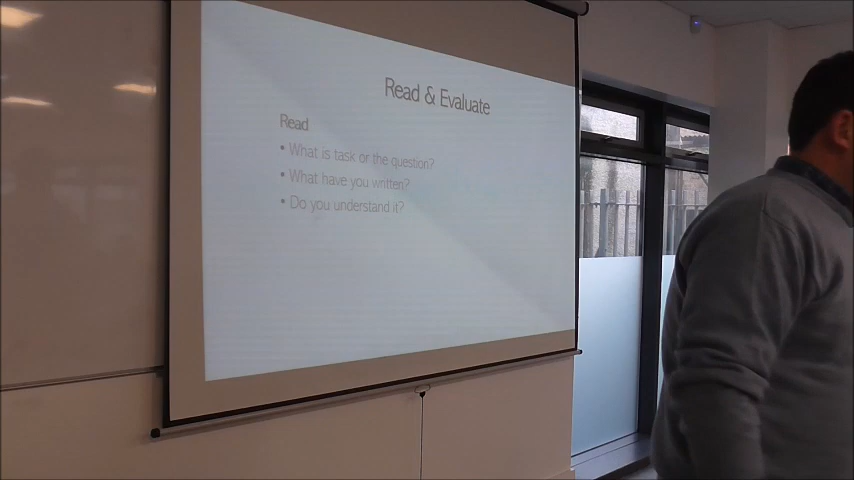 Read & Evaluate
Read
• What is task or the question?
• What have you written?
• Do you understand it?